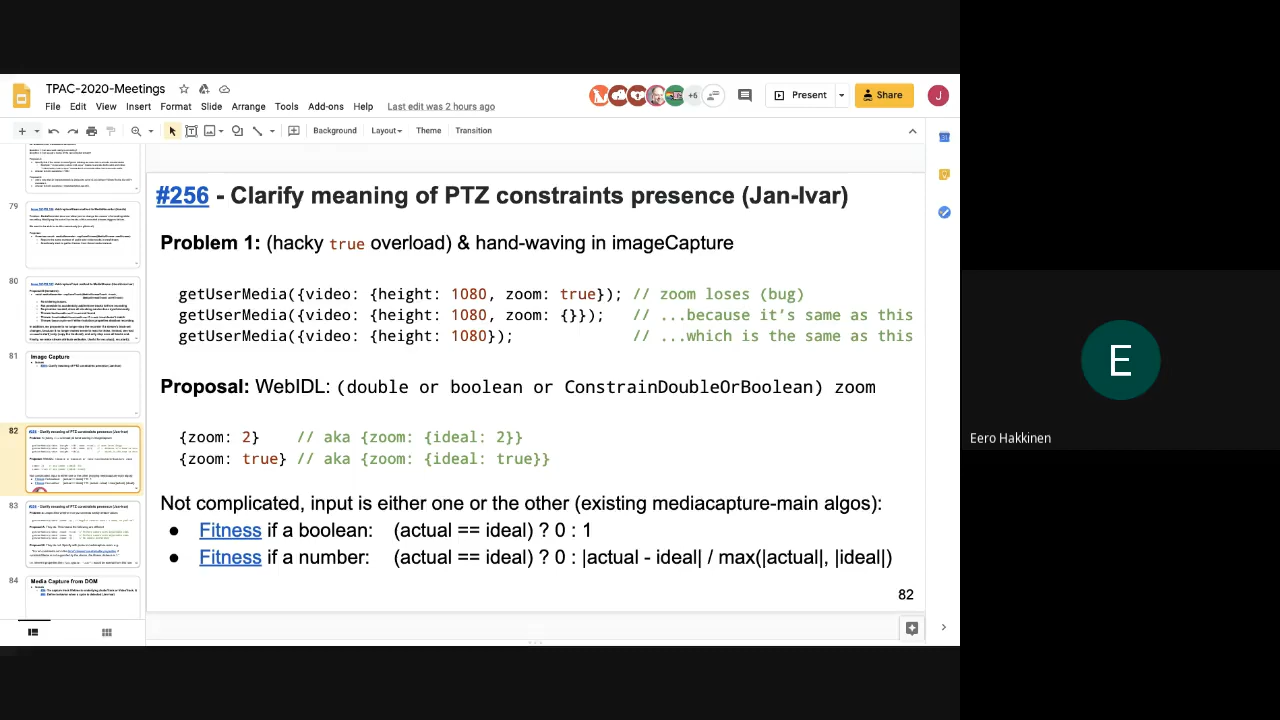 TPAC-2020-Meetings
File Edit View Insert Format Slide Arrange Tools Add-ons Help Last edit was 2 hours ago
+6
Present
Share
J
Background Layout Theme Transition
79
80
81
Image Capture
82
83
84
Media Capture from DOM
#256 - Clarify meaning of PTZ constraints presence (Jan-Ivar)
Problem 1: (hacky true overload) & hand-waving in imageCapture
getUserMedia({video: {height: 1080, zoom: true}); // zoom loses (bug)
getUserMedia({video: {height: 1080, zoom: {}}); // ...because it's same as this
getUserMedia({video: {height: 1080}); // ...which is the same as this
Proposal: WebIDL: (double or boolean or ConstrainDoubleOrBoolean) zoom
{zoom: 2} // aka {zoom: {ideal: 2}}
{zoom: true} // aka {zoom: {ideal: true}}
Not complicated, input is either one or the other (existing mediacapture-main algos):
● Fitness if a boolean: (actual == ideal) ? 0 : 1
● Fitness if a number: (actual == ideal) ? 0 : |actual - ideal| / max(|actual|, |ideal|)
82
E
Eero Hakkinen